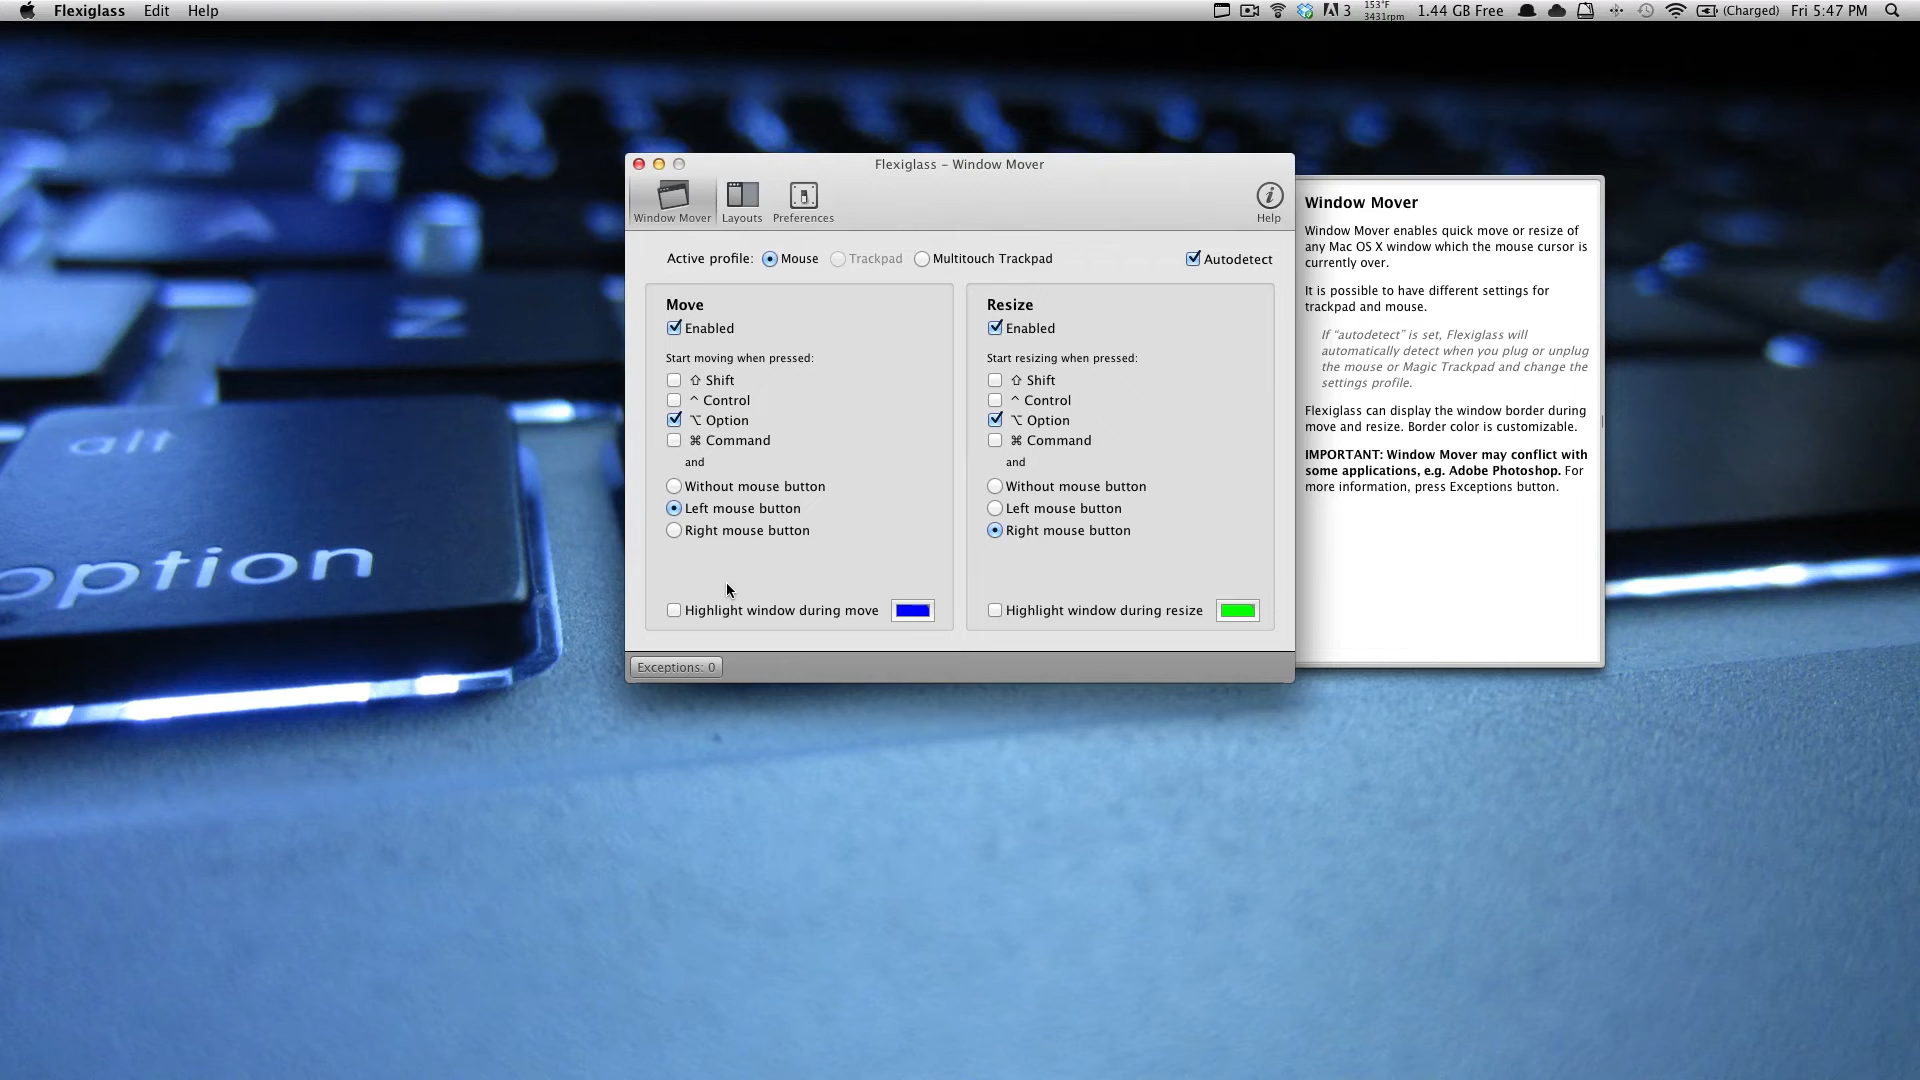 Flexiglass Edit Help
3 153°F 3431rpm 1.44 GB Free (Charged) Fri 5:47 PM
Flexiglass – Window Mover
Window Mover Layouts Preferences Help
Active profile: Mouse Trackpad Multitouch Trackpad Autodetect
Move
Enabled
Start moving when pressed:
⇧ Shift
^ Control
⌥ Option
⌘ Command
and
Without mouse button
Left mouse button
Right mouse button
Highlight window during move
Resize
Enabled
Start resizing when pressed:
⇧ Shift
^ Control
⌥ Option
⌘ Command
and
Without mouse button
Left mouse button
Right mouse button
Highlight window during resize
Exceptions: 0
Window Mover
Window Mover enables quick move or resize of
any Mac OS X window which the mouse cursor is
currently over.
It is possible to have different settings for
trackpad and mouse.
If “autodetect” is set, Flexiglass will
automatically detect when you plug or unplug
the mouse or Magic Trackpad and change the
settings profile.
Flexiglass can display the window border during
move and resize. Border color is customizable.
IMPORTANT: Window Mover may conflict with
some applications, e.g. Adobe Photoshop. For
more information, press Exceptions button.
N
alt
option